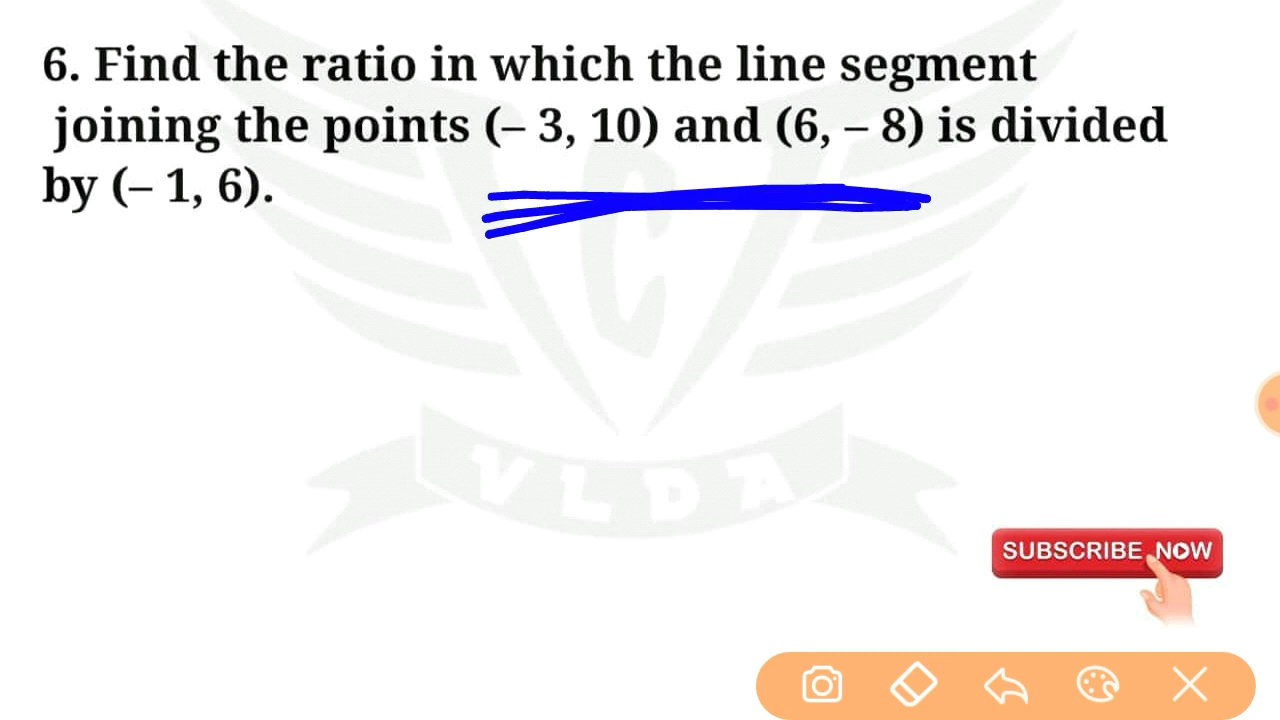 6. Find the ratio in which the line segment
joining the points (– 3, 10) and (6, – 8) is divided
by (– 1, 6).
C
VLDA
SUBSCRIBE NOW